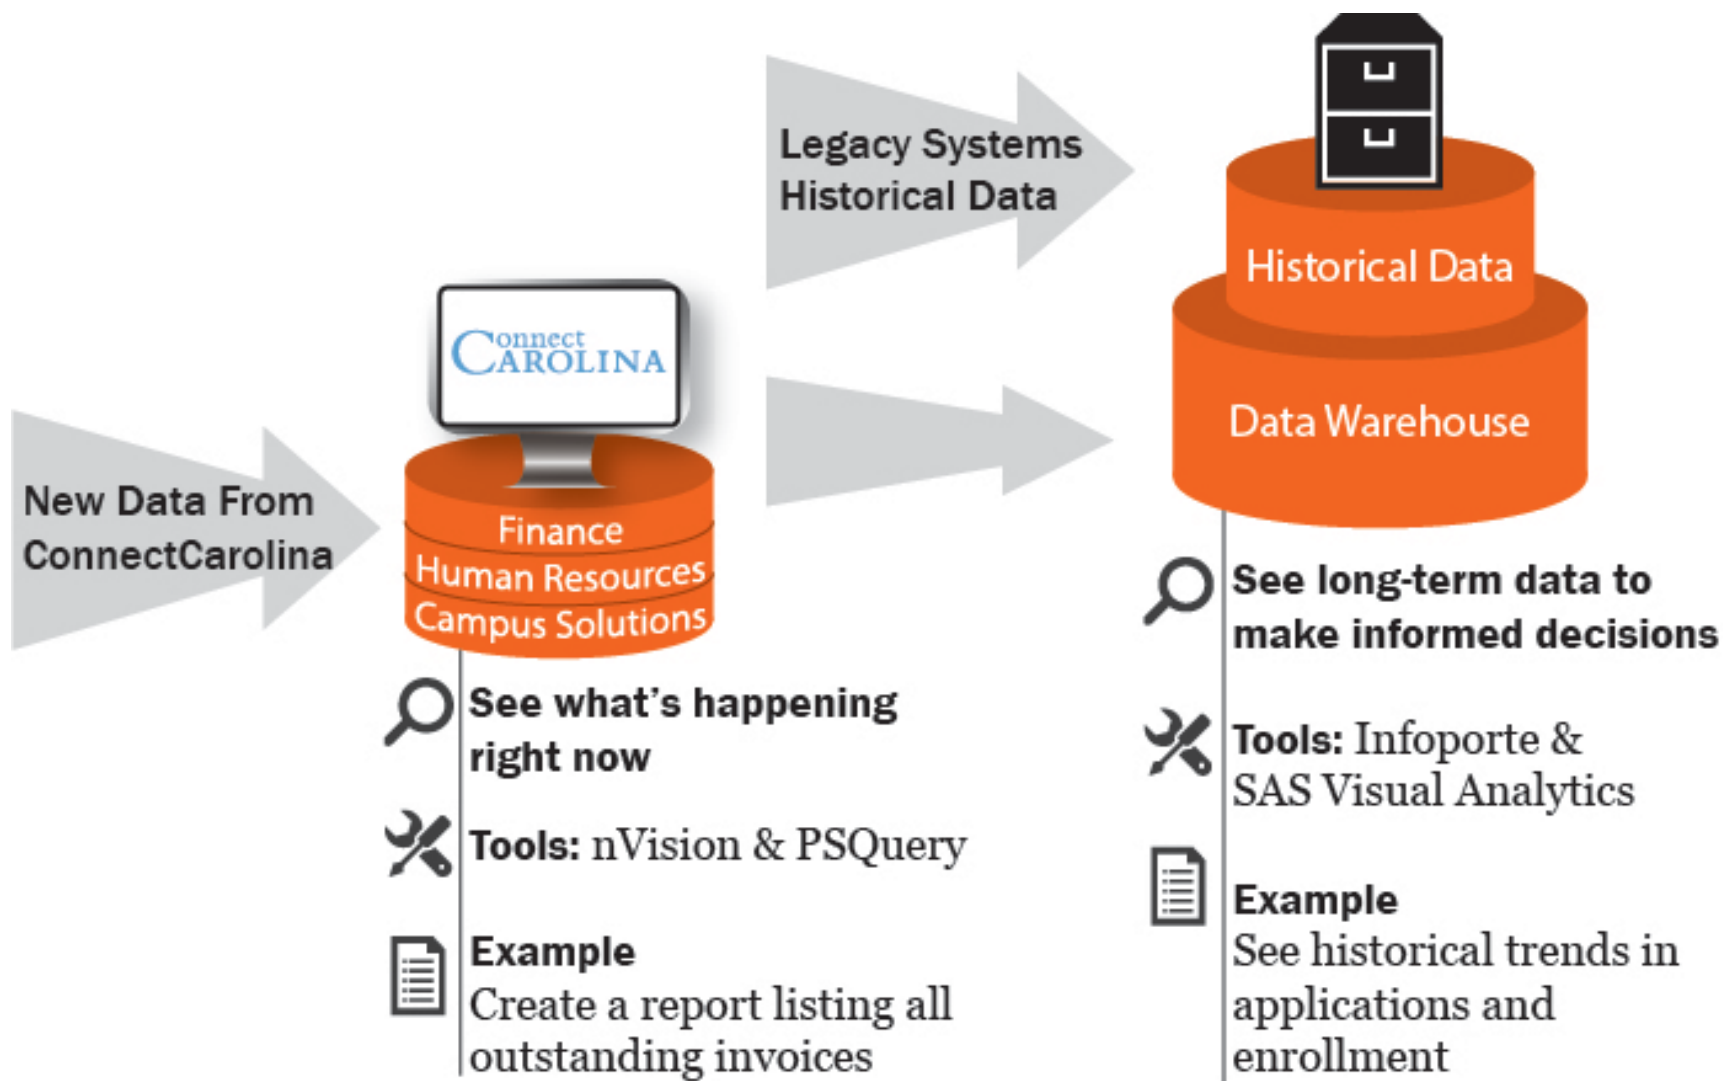 New Data From
ConnectCarolina
Connect
CAROLINA
Finance
Human Resources
Campus Solutions
See what's happening
right now
Tools: nVision & PSQuery
Example
Create a report listing all
outstanding invoices
Legacy Systems
Historical Data
Historical Data
Data Warehouse
See long-term data to
make informed decisions
Tools: Infoporte &
SAS Visual Analytics
Example
See historical trends in
applications and
enrollment